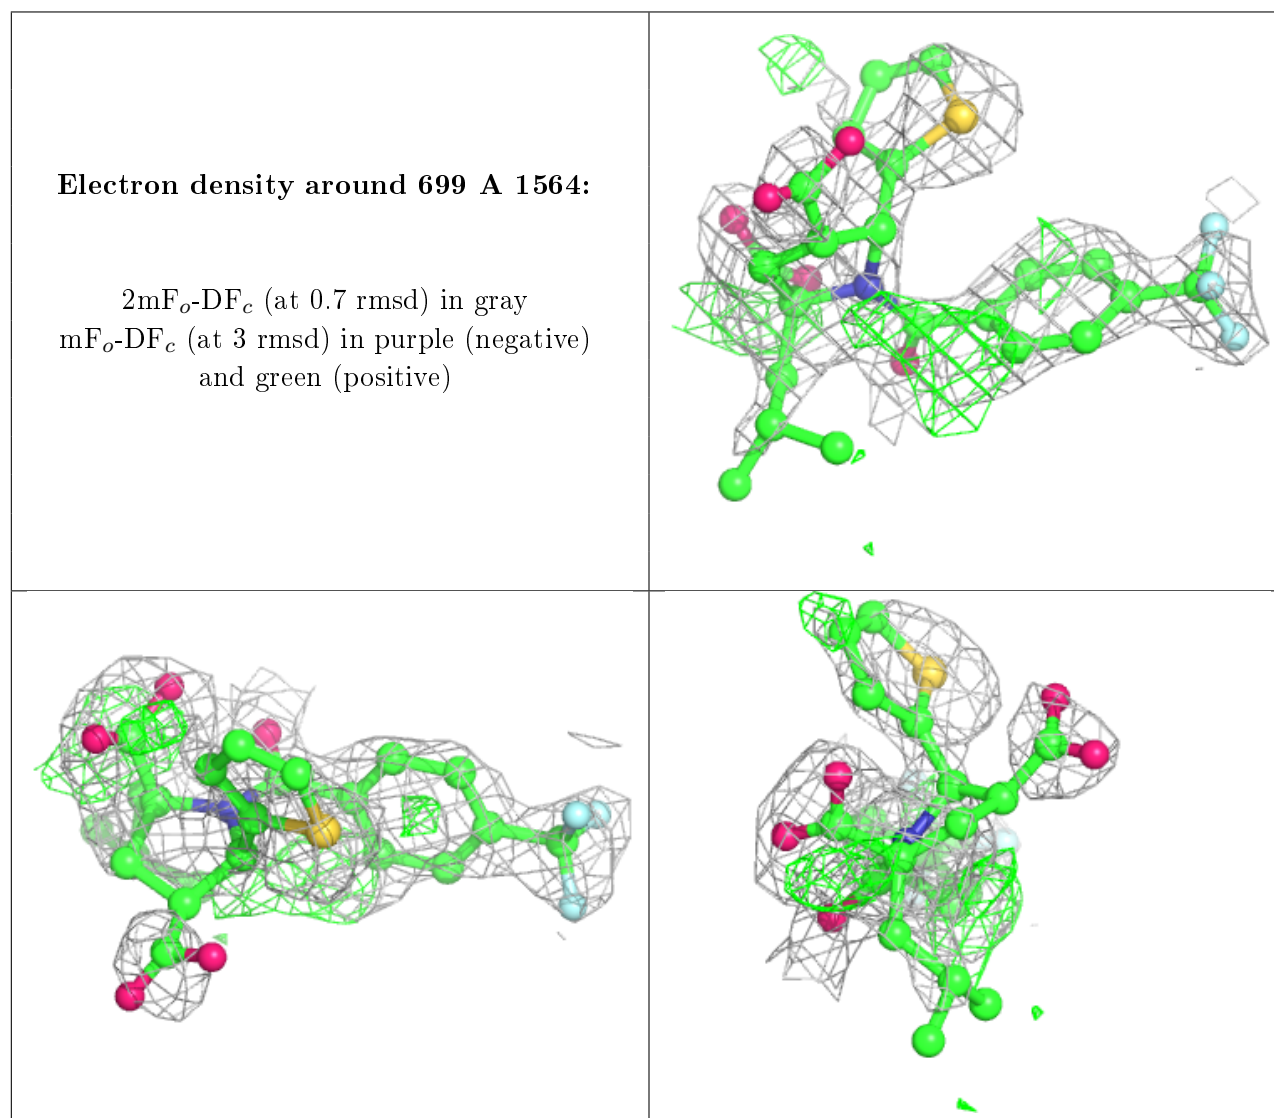 Electron density around 699 A 1564:
2mFo-DFc (at 0.7 rmsd) in gray
mFo-DFc (at 3 rmsd) in purple (negative)
and green (positive)